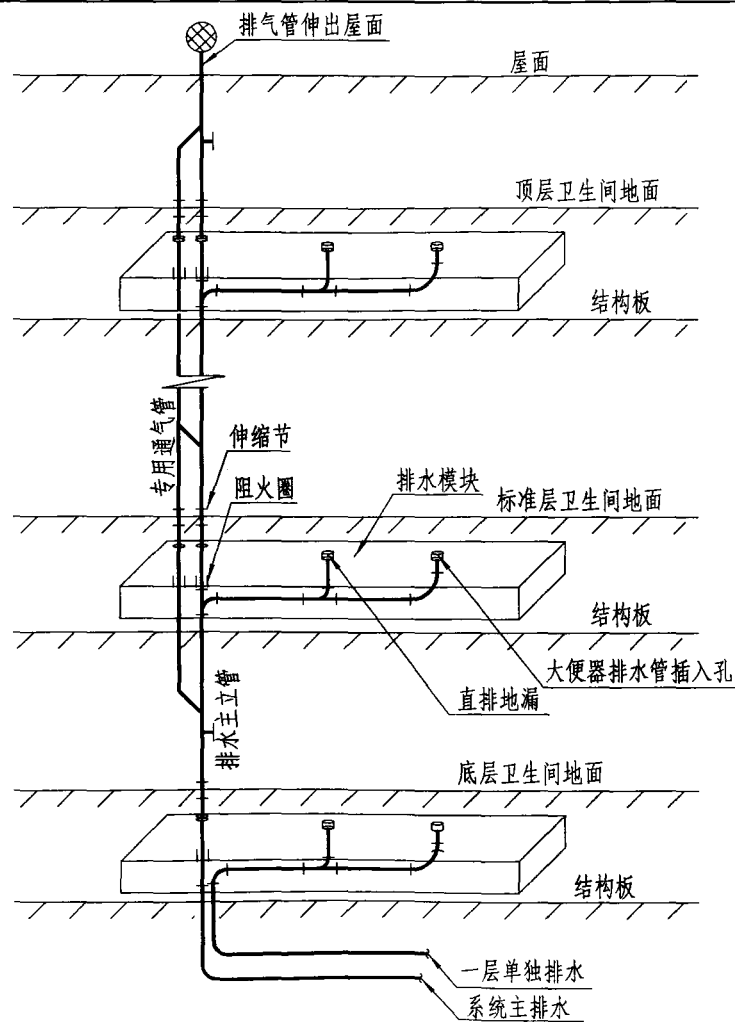 排气管伸出屋面
屋面
顶层卫生间地面
结构板
专用通气管
伸缩节
阻火圈
排水模块
标准层卫生间地面
结构板
大便器排水管插入孔
直排地漏
排水主立管
底层卫生间地面
结构板
一层单独排水
系统主排水